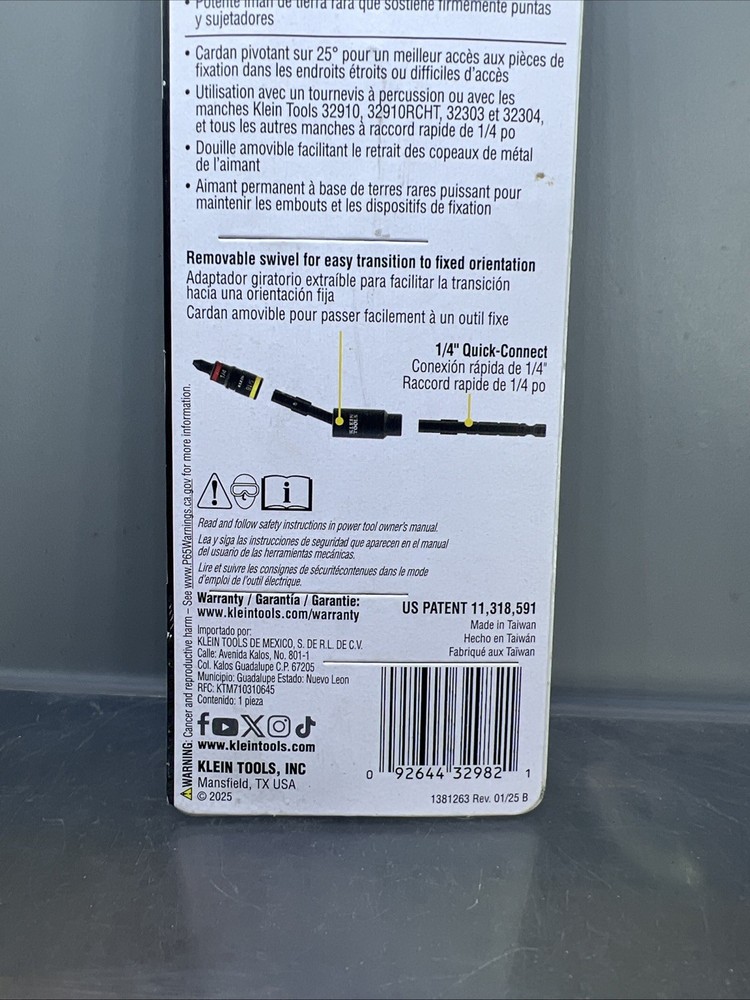 • Potente imán de tierra rara que sostiene firmemente puntas
y sujetadores
• Cardan pivotant sur 25° pour un meilleur accès aux pièces de
fixation dans les endroits étroits ou difficiles d'accès
• Utilisation avec un tournevis à percussion ou avec les
manches Klein Tools 32910, 32910RCHT, 32303 et 32304,
et tous les autres manches à raccord rapide de 1/4 po
• Douille amovible facilitant le retrait des copeaux de métal
de l'aimant
• Aimant permanent à base de terres rares puissant pour
maintenir les embouts et les dispositifs de fixation
Removable swivel for easy transition to fixed orientation
Adaptador giratorio extraíble para facilitar la transición
hacia una orientación fija
Cardan amovible pour passer facilement à un outil fixe
1/4" Quick-Connect
Conexión rápida de 1/4"
Raccord rapide de 1/4 po
KLEIN
TOOLS
Read and follow safety instructions in power tool owner's manual.
Lea y siga las instrucciones de seguridad que aparecen en el manual
del usuario de las herramientas mecánicas.
Lire et suivre les consignes de sécuritécontenues dans le mode
d'emploi de l'outil électrique.
Warranty / Garantía / Garantie:
www.kleintools.com/warranty
US PATENT 11,318,591
Made in Taiwan
Hecho en Taiwán
Fabriqué aux Taïwan
Importado por:
KLEIN TOOLS DE MEXICO, S. DE R.L. DE C.V.
Calle: Avenida Kalos, No. 801-1
Col. Kalos Guadalupe C.P. 67205
Municipio: Guadalupe Estado: Nuevo Leon
RFC: KTM710310645
Contenido: 1 pieza
www.kleintools.com
KLEIN TOOLS, INC
Mansfield, TX USA
© 2025
0 92644 32982 1
1381263 Rev. 01/25 B
WARNING: Cancer and reproductive harm – See www.P65Warnings.ca.gov for more information.